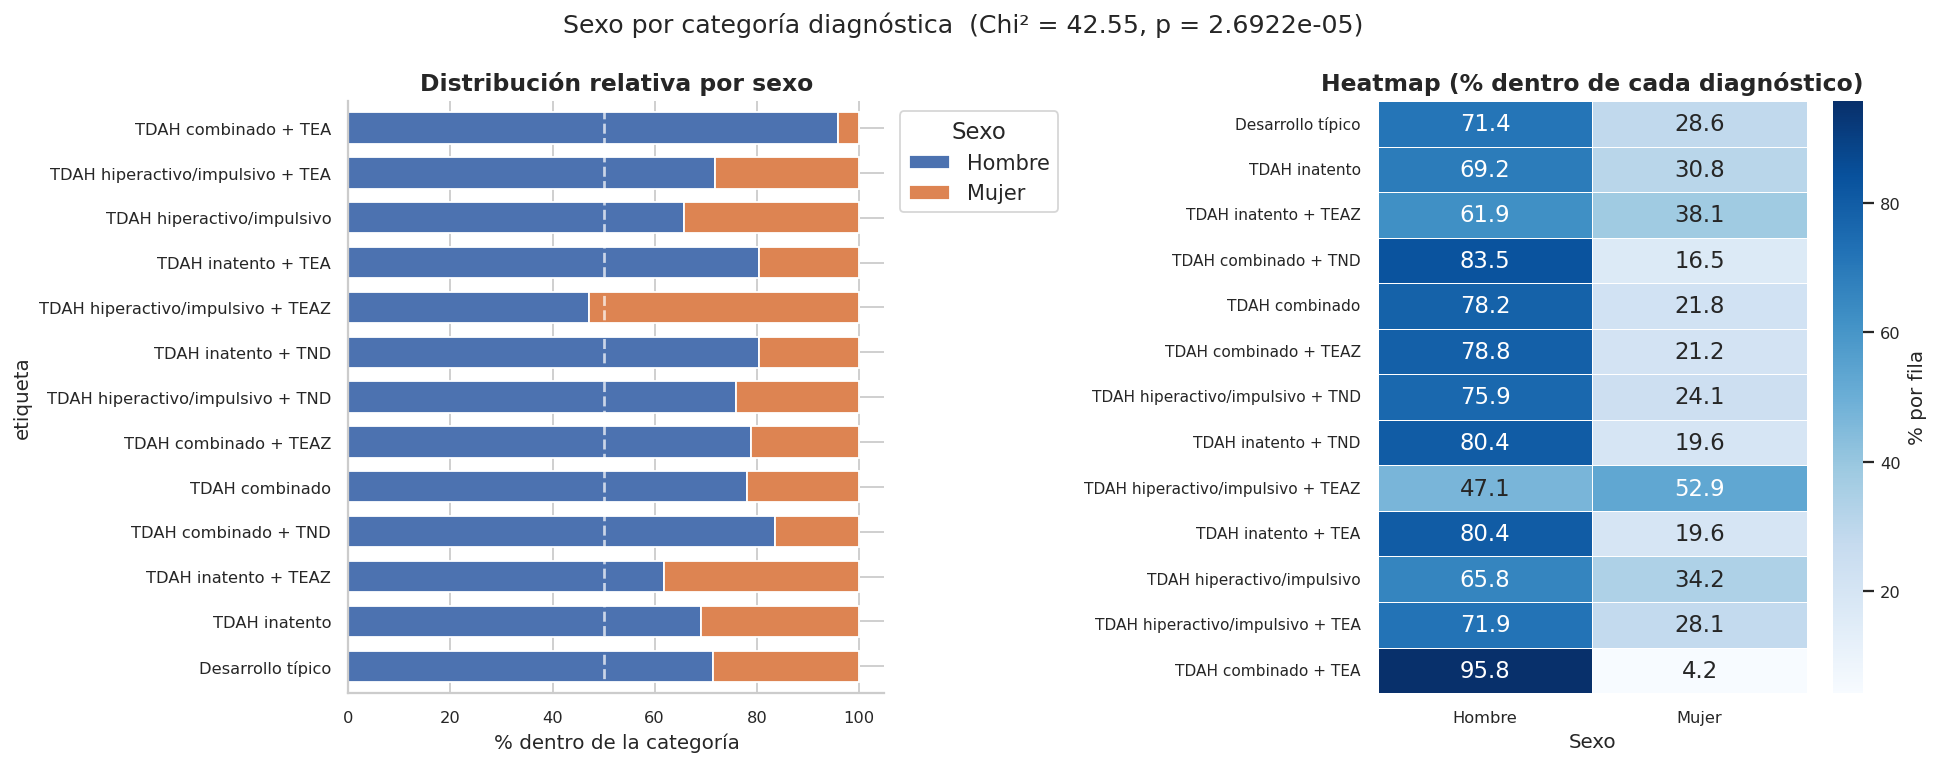 Sexo por categoría diagnóstica  (Chi² = 42.55, p = 2.6922e-05)
Distribución relativa por sexo
etiqueta
TDAH combinado + TEA
TDAH hiperactivo/impulsivo + TEA
TDAH hiperactivo/impulsivo
TDAH inatento + TEA
TDAH hiperactivo/impulsivo + TEAZ
TDAH inatento + TND
TDAH hiperactivo/impulsivo + TND
TDAH combinado + TEAZ
TDAH combinado
TDAH combinado + TND
TDAH inatento + TEAZ
TDAH inatento
Desarrollo típico
0 20 40 60 80 100
% dentro de la categoría
Sexo
Hombre
Mujer
Heatmap (% dentro de cada diagnóstico)
Desarrollo típico 71.4 28.6
TDAH inatento 69.2 30.8
TDAH inatento + TEAZ 61.9 38.1
TDAH combinado + TND 83.5 16.5
TDAH combinado 78.2 21.8
TDAH combinado + TEAZ 78.8 21.2
TDAH hiperactivo/impulsivo + TND 75.9 24.1
TDAH inatento + TND 80.4 19.6
TDAH hiperactivo/impulsivo + TEAZ 47.1 52.9
TDAH inatento + TEA 80.4 19.6
TDAH hiperactivo/impulsivo 65.8 34.2
TDAH hiperactivo/impulsivo + TEA 71.9 28.1
TDAH combinado + TEA 95.8 4.2
Hombre Mujer
Sexo
80
60
40
20
% por fila